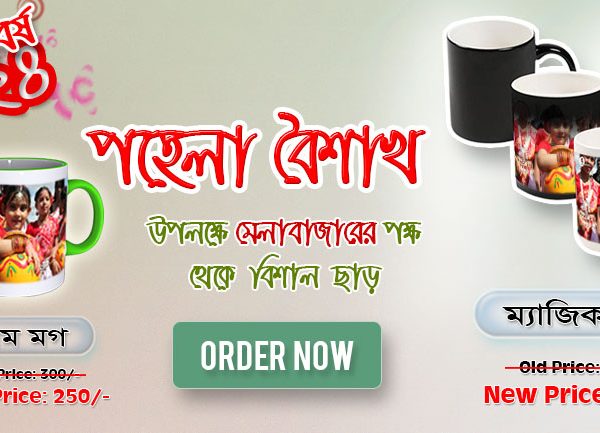 পহেলা বৈশাখ
উপলক্ষে মেলাবাজারের পক্ষ
থেকে বিশাল ছাড়
ORDER NOW
ম মগ
Price: 300/-
Price: 250/-
ম্যাজিক
Old Price:
New Price